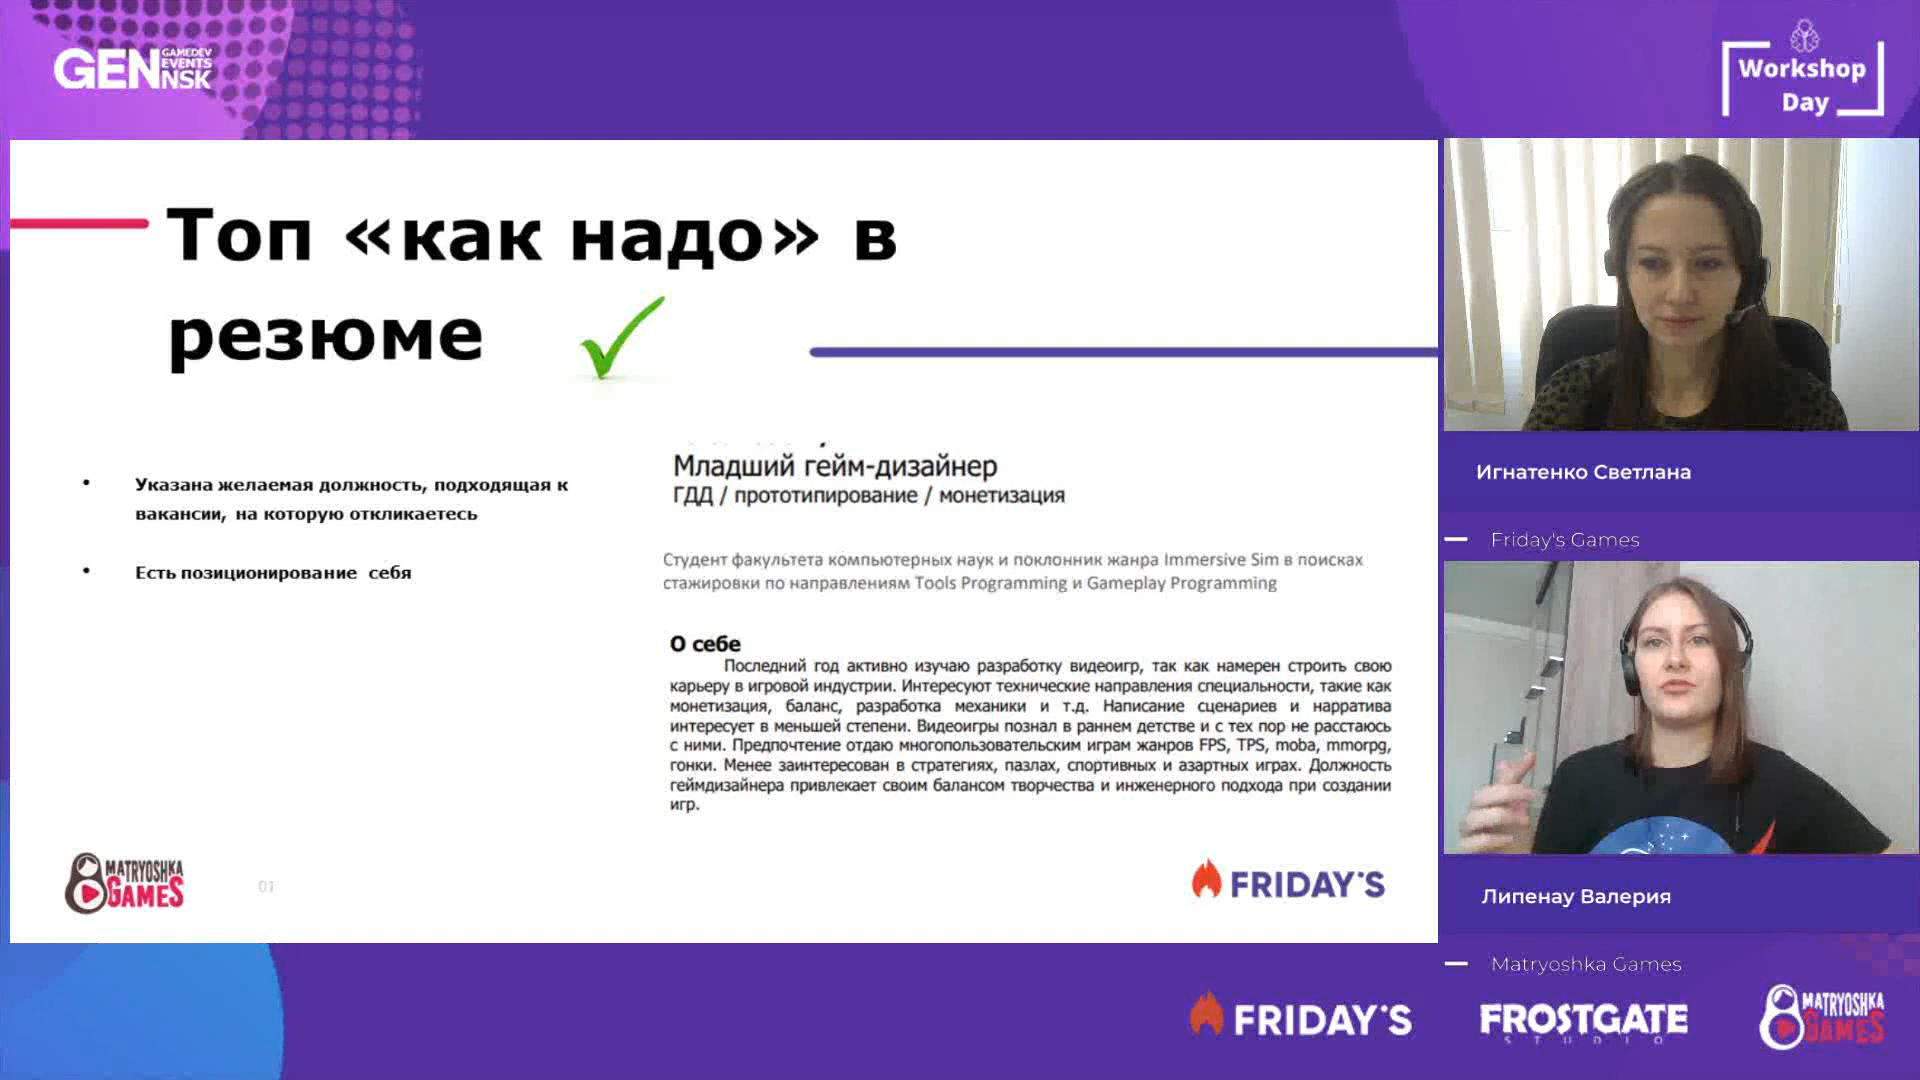 GEN GAMEDEV EVENTS NSK
Workshop
Day
Топ «как надо» в
резюме
• Указана желаемая должность, подходящая к
вакансии, на которую откликаетесь
• Есть позиционирование себя
Младший гейм-дизайнер
ГДД / прототипирование / монетизация
Студент факультета компьютерных наук и поклонник жанра Immersive Sim в поисках
стажировки по направлениям Tools Programming и Gameplay Programming
О себе
Последний год активно изучаю разработку видеоигр, так как намерен строить свою
карьеру в игровой индустрии. Интересуют технические направления специальности, такие как
монетизация, баланс, разработка механики и т.д. Написание сценариев и нарратива
интересует в меньшей степени. Видеоигры познал в раннем детстве и с тех пор не расстаюсь
с ними. Предпочтение отдаю многопользовательским играм жанров FPS, TPS, moba, mmorpg,
гонки. Менее заинтересован в стратегиях, пазлах, спортивных и азартных играх. Должность
геймдизайнера привлекает своим балансом творчества и инженерного подхода при создании
игр.
MATRYOSHKA
GAMES
01
FRIDAY'S
Игнатенко Светлана
Friday's Games
Липенау Валерия
Matryoshka Games
FRIDAY'S
FROSTGATE
STUDIO
MATRYOSHKA
GAMES